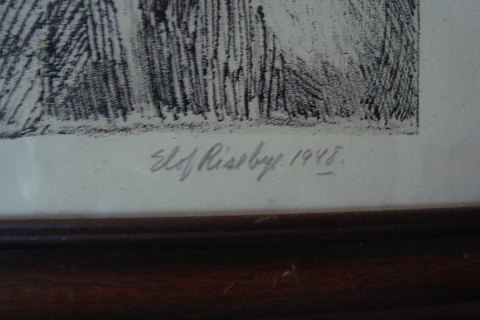 Elof Risebye. 1948.